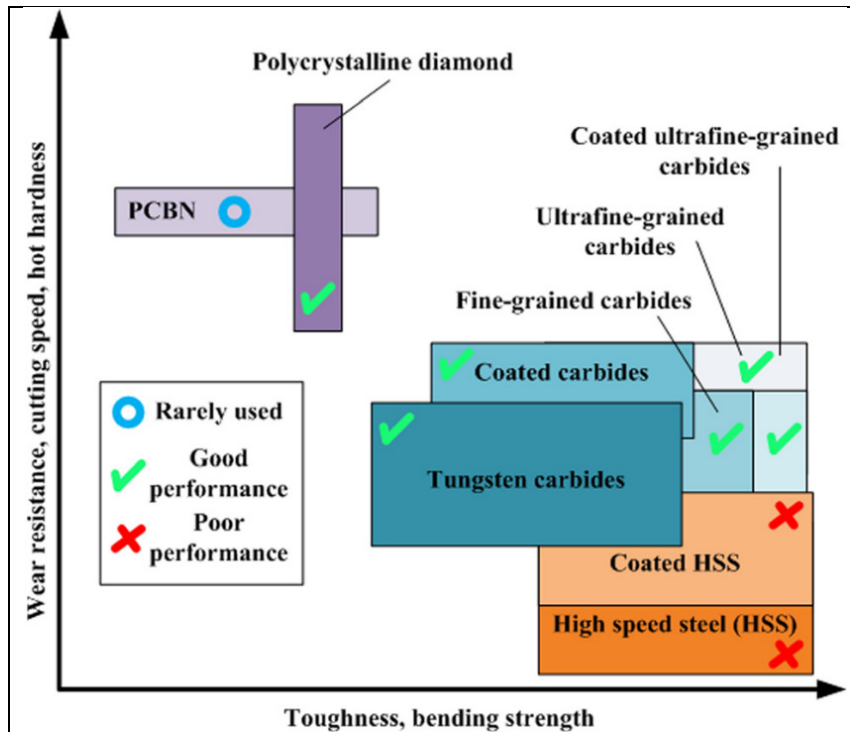 Polycrystalline diamond
Coated ultrafine-grained
carbides
PCBN
Ultrafine-grained
carbides
Fine-grained carbides
Coated carbides
Rarely used
Good
performance
Poor
performance
Tungsten carbides
Coated HSS
High speed steel (HSS)
Wear resistance, cutting speed, hot hardness
Toughness, bending strength